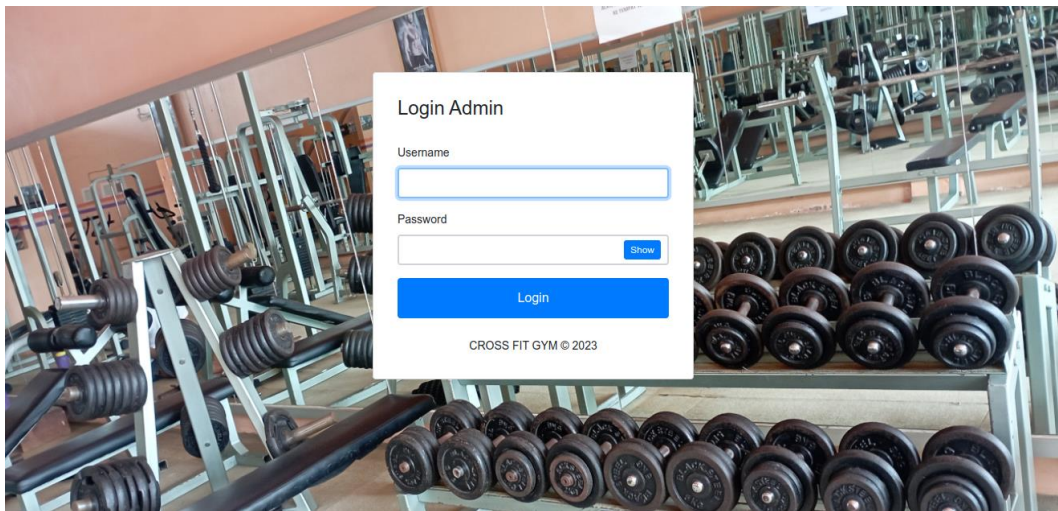 Login Admin
Username
Password
Show
Login
CROSS FIT GYM © 2023